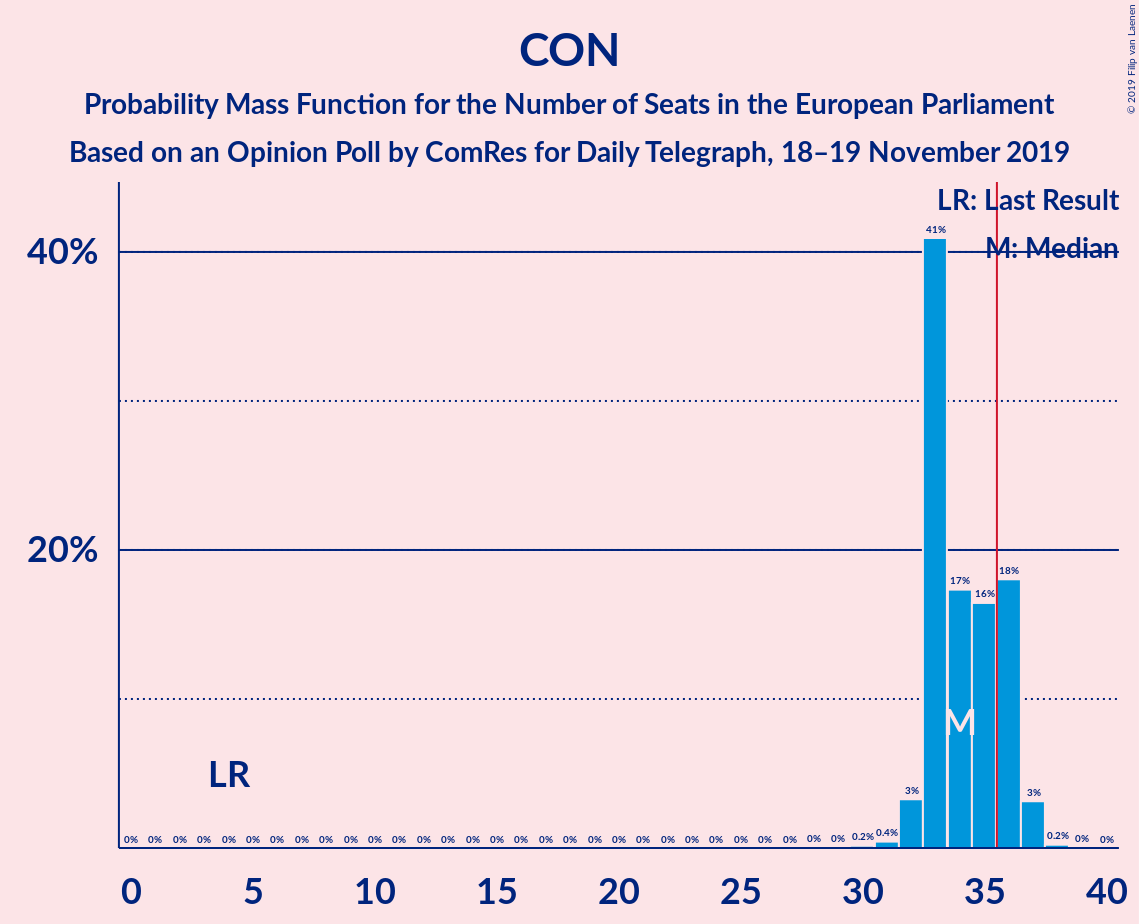 CON
Probability Mass Function for the Number of Seats in the European Parliament
Based on an Opinion Poll by ComRes for Daily Telegraph, 18–19 November 2019
© 2019 Filip van Laenen
LR: Last Result
M: Median
40%
20%
41%
18%
17%
16%
M
LR
3%
3%
0% 0% 0% 0% 0% 0% 0% 0% 0% 0% 0% 0% 0% 0% 0% 0% 0% 0% 0% 0% 0% 0% 0% 0% 0% 0% 0% 0% 0% 0% 0.2% 0.4% 0.2% 0% 0%
0 5 10 15 20 25 30 35 40